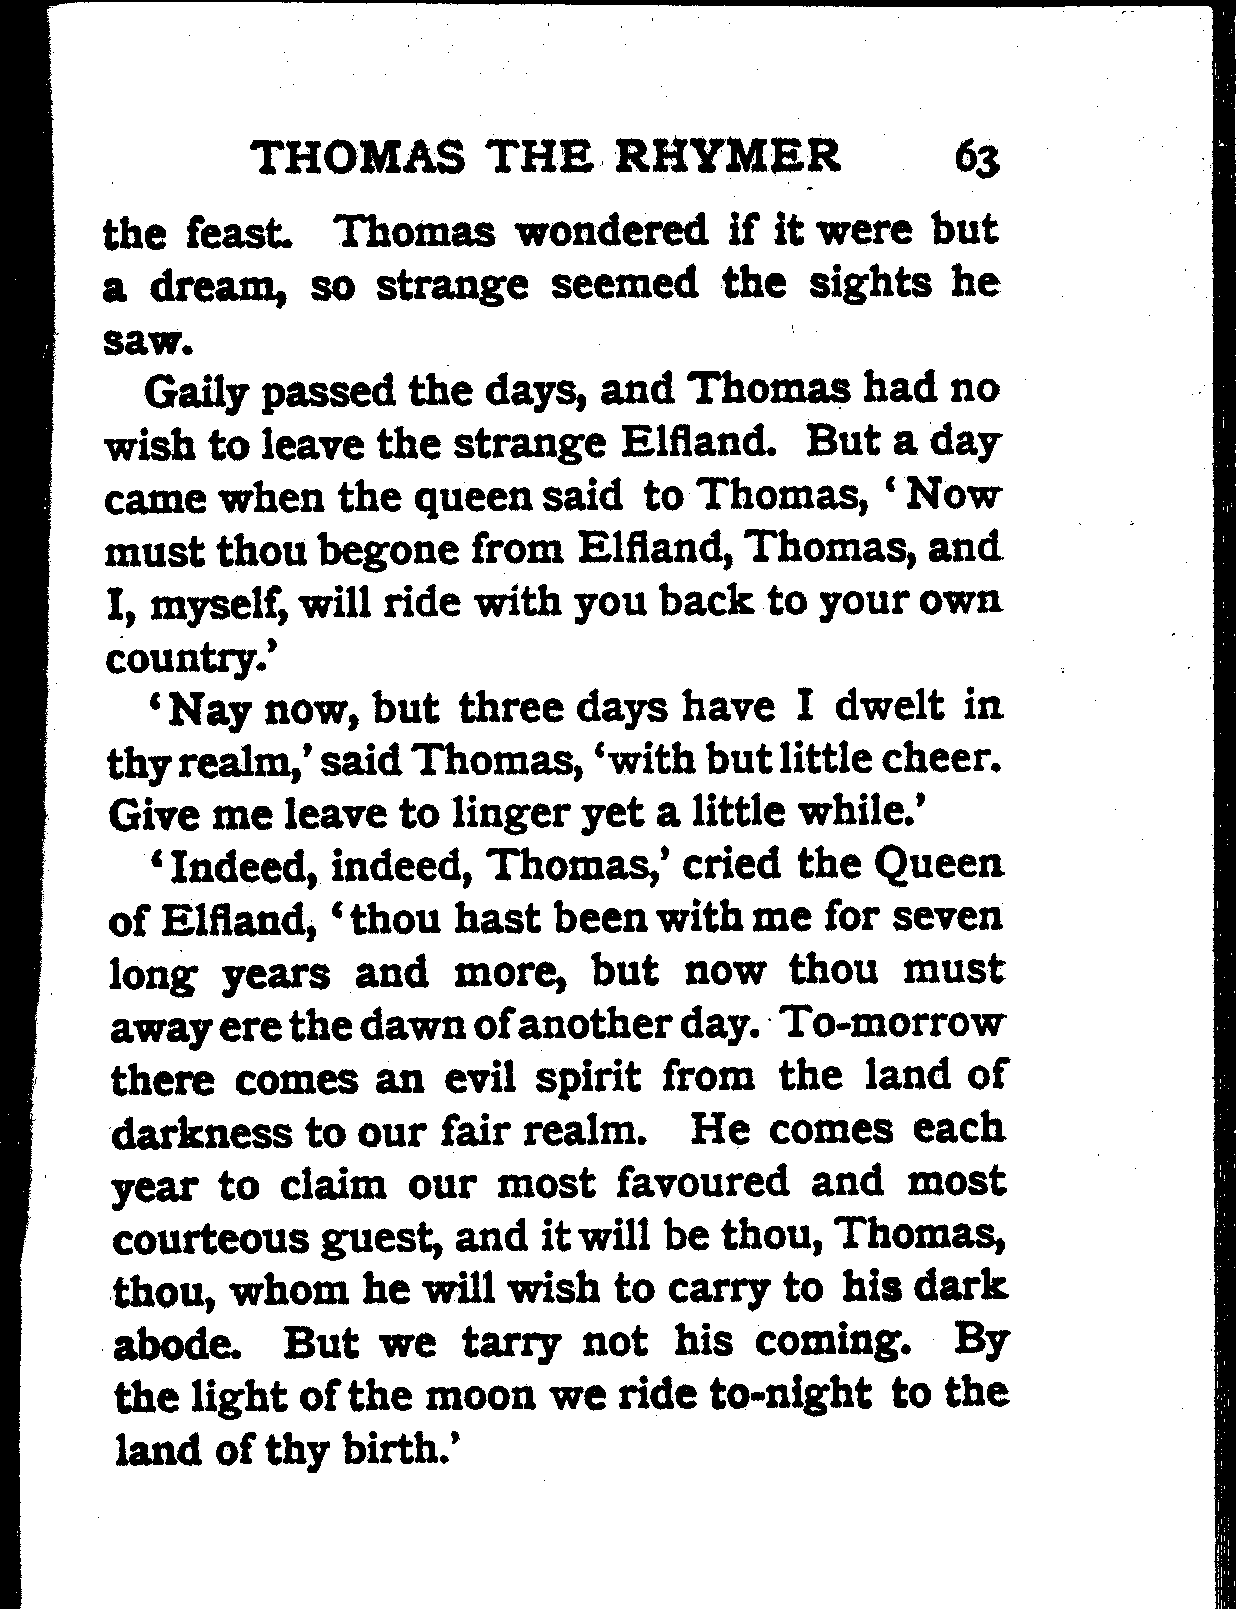 THOMAS THE RHYMER 63
the feast. Thomas wondered if it were but
a dream, so strange seemed the sights he
saw.
Gaily passed the days, and Thomas had no
wish to leave the strange Elfland. But a day
came when the queen said to Thomas, ‘Now
must thou begone from Elfland, Thomas, and
I, myself, will ride with you back to your own
country.’
‘Nay now, but three days have I dwelt in
thy realm,’ said Thomas, ‘with but little cheer.
Give me leave to linger yet a little while.’
‘Indeed, indeed, Thomas,’ cried the Queen
of Elfland, ‘thou hast been with me for seven
long years and more, but now thou must
away ere the dawn of another day. To-morrow
there comes an evil spirit from the land of
darkness to our fair realm. He comes each
year to claim our most favoured and most
courteous guest, and it will be thou, Thomas,
thou, whom he will wish to carry to his dark
abode. But we tarry not his coming. By
the light of the moon we ride to-night to the
land of thy birth.’